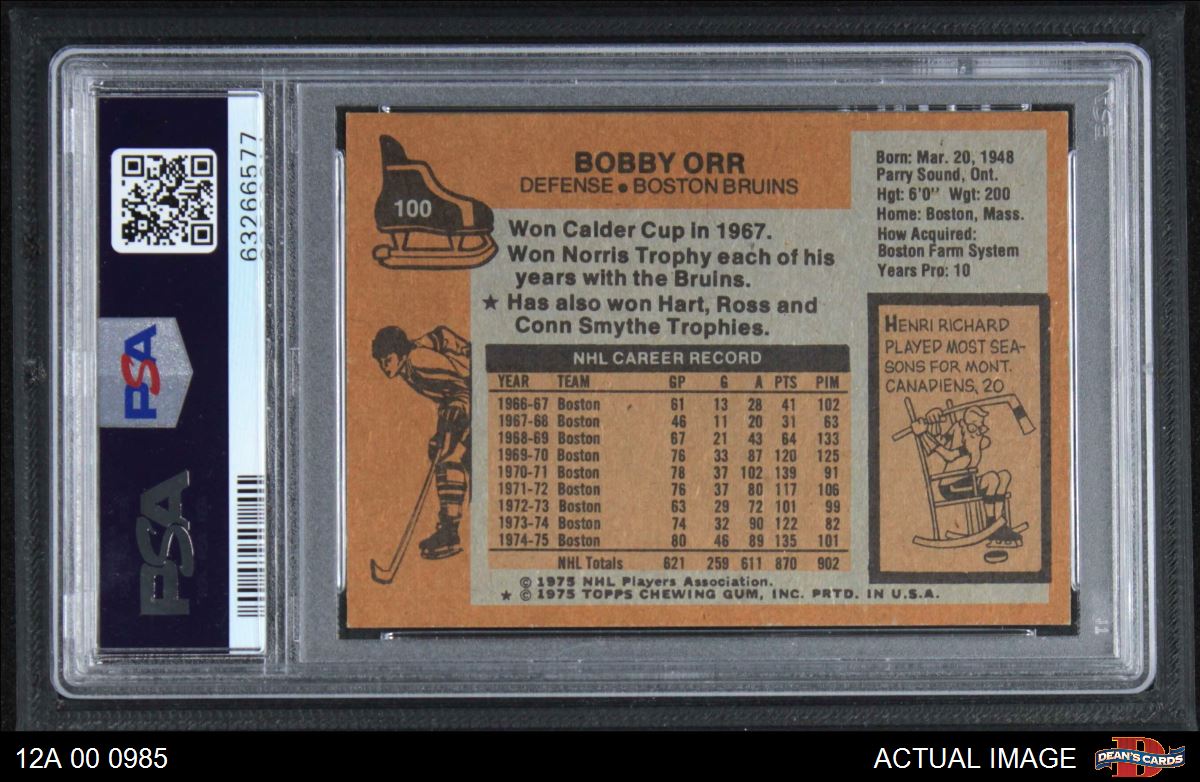 63266577
PSA
PSA
100
BOBBY ORR
DEFENSE ● BOSTON BRUINS
Won Calder Cup in 1967.
Won Norris Trophy each of his
years with the Bruins.
★ Has also won Hart, Ross and
Conn Smythe Trophies.
Born: Mar. 20, 1948
Parry Sound, Ont.
Hgt: 6'0" Wgt: 200
Home: Boston, Mass.
How Acquired:
Boston Farm System
Years Pro: 10
NHL CAREER RECORD
YEAR TEAM GP G A PTS PIM
1966-67 Boston 61 13 28 41 102
1967-68 Boston 46 11 20 31 63
1968-69 Boston 67 21 43 64 133
1969-70 Boston 76 33 87 120 125
1970-71 Boston 78 37 102 139 91
1971-72 Boston 76 37 80 117 106
1972-73 Boston 63 29 72 101 99
1973-74 Boston 74 32 90 122 82
1974-75 Boston 80 46 89 135 101
NHL Totals 621 259 611 870 902
© 1975 NHL Players Association.
★ © 1975 TOPPS CHEWING GUM, INC. PRTD. IN U.S.A.
HENRI RICHARD
PLAYED MOST SEA-
SONS FOR MONT.
CANADIENS, 20
12A 00 0985
ACTUAL IMAGE
D
DEAN'S CARDS